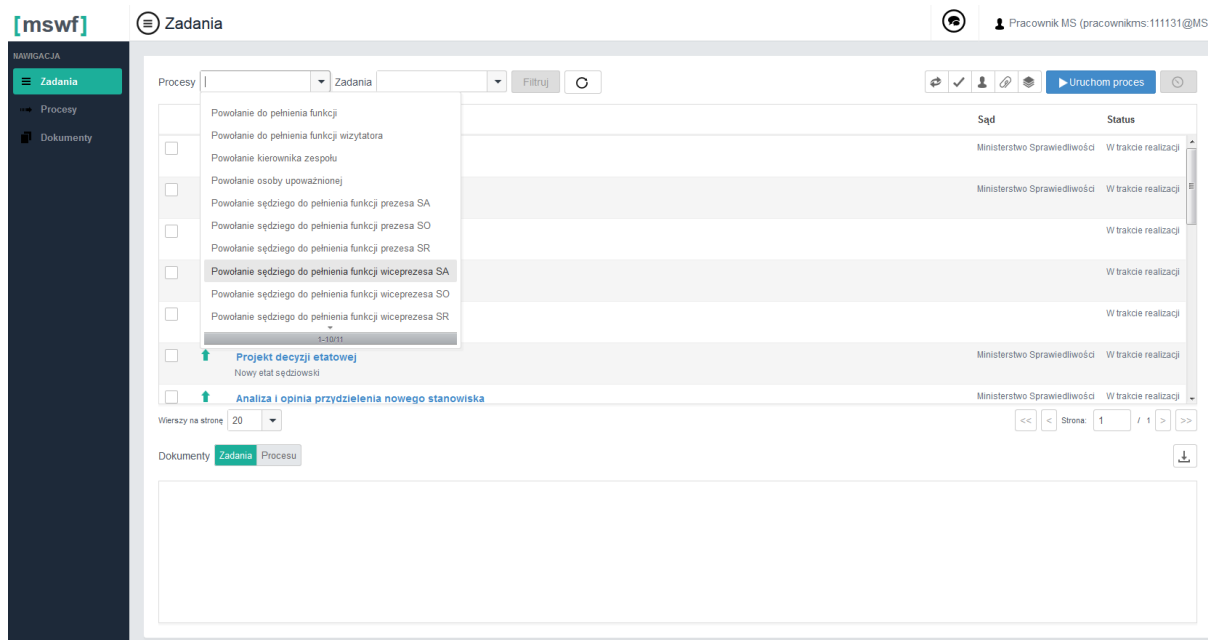 [mswf]
Zadania
Pracownik MS (pracownikms:111131@MS
NAWIGACJA
Zadania
Procesy
Dokumenty
Procesy
Zadania
Filtruj
Uruchom proces
Powołanie do pełnienia funkcji
Powołanie do pełnienia funkcji wizytatora
Powołanie kierownika zespołu
Powołanie osoby upoważnionej
Powołanie sędziego do pełnienia funkcji prezesa SA
Powołanie sędziego do pełnienia funkcji prezesa SO
Powołanie sędziego do pełnienia funkcji prezesa SR
Powołanie sędziego do pełnienia funkcji wiceprezesa SA
Powołanie sędziego do pełnienia funkcji wiceprezesa SO
Powołanie sędziego do pełnienia funkcji wiceprezesa SR
1-10/11
Sąd Status
Ministerstwo Sprawiedliwości W trakcie realizacji
Ministerstwo Sprawiedliwości W trakcie realizacji
W trakcie realizacji
W trakcie realizacji
W trakcie realizacji
Projekt decyzji etatowej Ministerstwo Sprawiedliwości W trakcie realizacji
Nowy etat sędziowski
Analiza i opinia przydzielenia nowego stanowiska Ministerstwo Sprawiedliwości W trakcie realizacji
Wierszy na stronę 20
<< < Strona: 1 / 1 > >>
Dokumenty Zadania Procesu